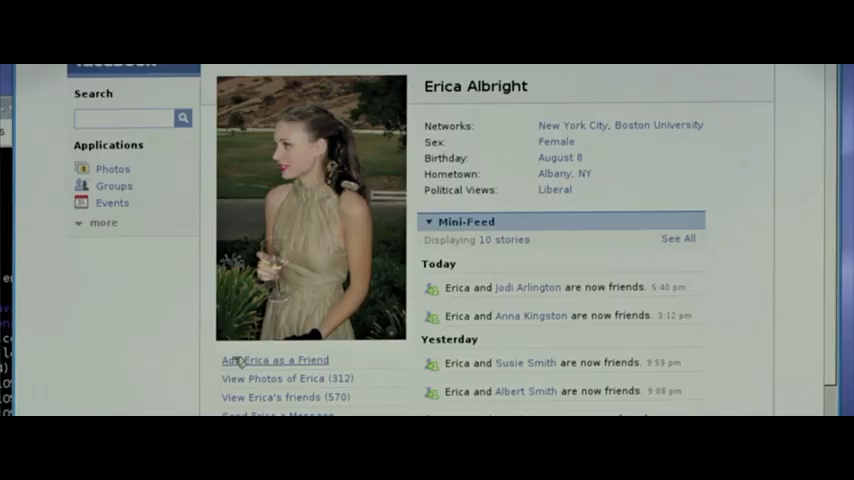 facebook
Search
Applications
Photos
Groups
Events
more
Add Erica as a Friend
View Photos of Erica (312)
View Erica's friends (570)
Send Erica a Message
Erica Albright
Networks: New York City, Boston University
Sex: Female
Birthday: August 8
Hometown: Albany, NY
Political Views: Liberal
Mini-Feed
Displaying 10 stories See All
Today
Erica and Jodi Arlington are now friends. 5:40 pm
Erica and Anna Kingston are now friends. 3:12 pm
Yesterday
Erica and Susie Smith are now friends. 9:59 pm
Erica and Albert Smith are now friends. 9:08 pm